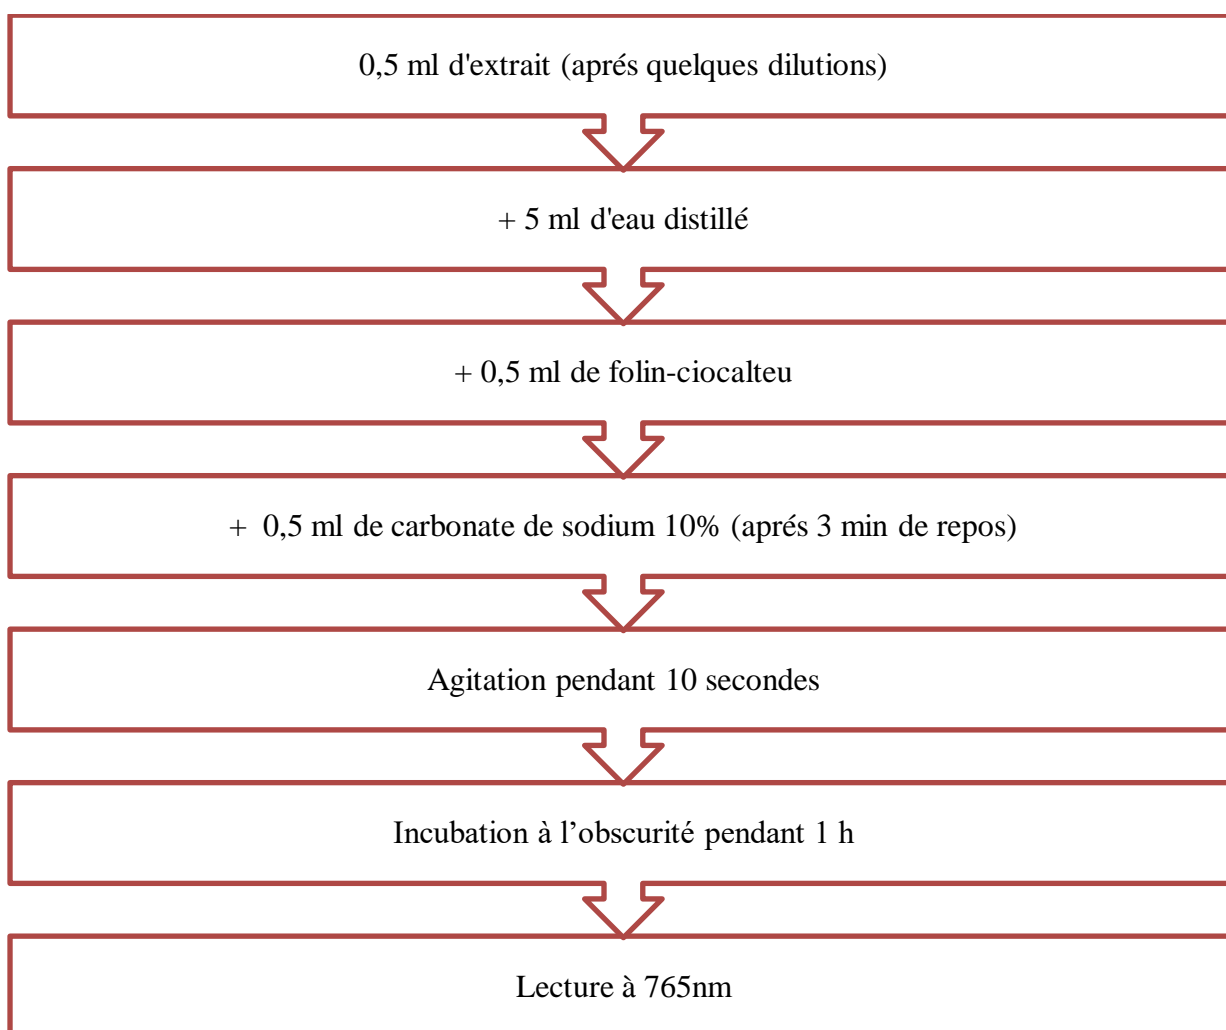 0,5 ml d'extrait (aprés quelques dilutions)
+ 5 ml d'eau distillé
+ 0,5 ml de folin-ciocalteu
+ 0,5 ml de carbonate de sodium 10% (aprés 3 min de repos)
Agitation pendant 10 secondes
Incubation à l’obscurité pendant 1 h
Lecture à 765nm